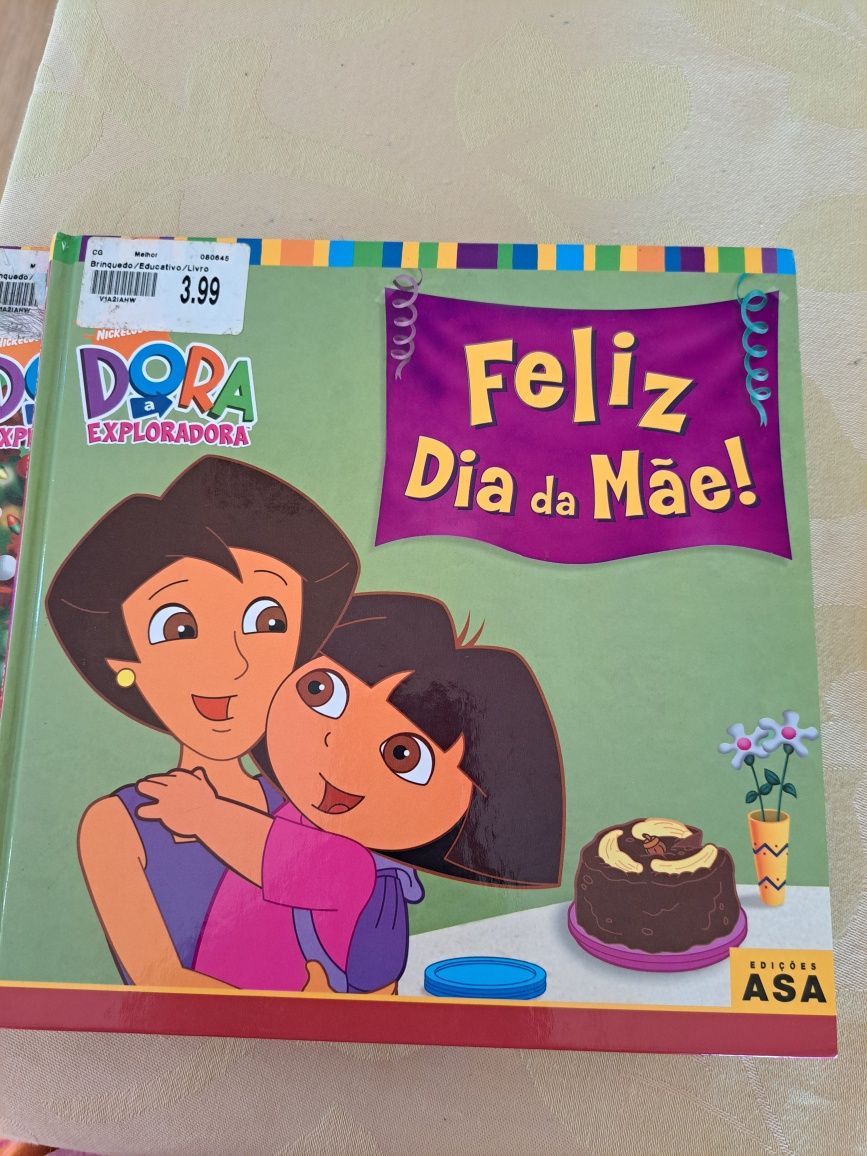 CG Melhor 080645
Brinquedo/Educativo/Livro
V1A2IAHW 3.99
DORA
a
EXPLORADORA
Feliz
Dia da Mãe!
EDIÇÕES
ASA